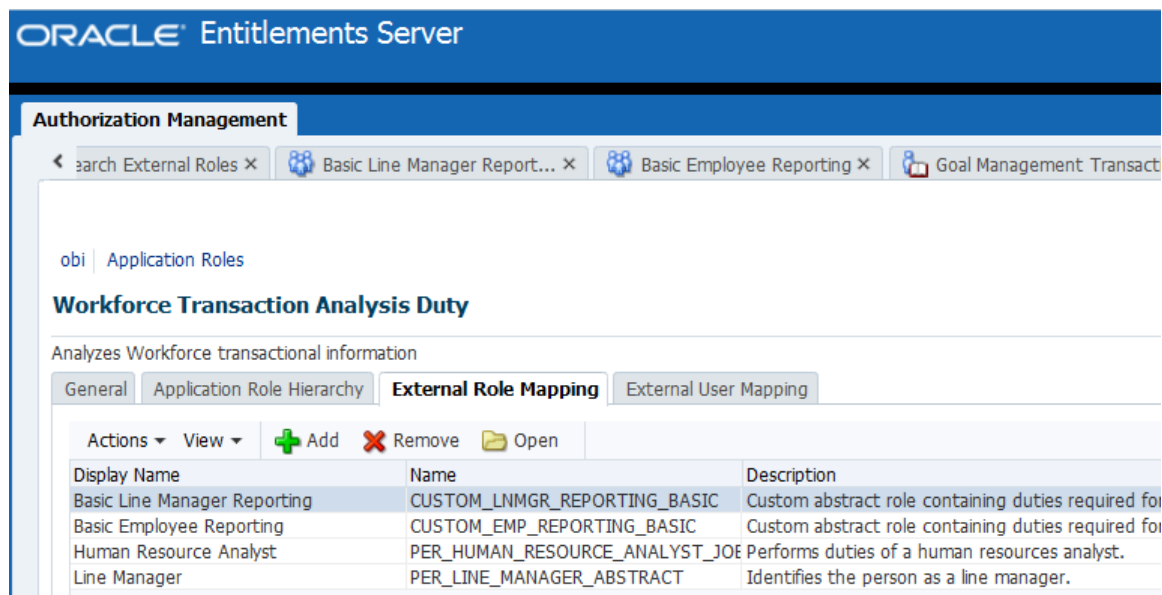 ORACLE Entitlements Server
Authorization Management
earch External Roles Basic Line Manager Report... Basic Employee Reporting Goal Management Transact
obi Application Roles
Workforce Transaction Analysis Duty
Analyzes Workforce transactional information
General Application Role Hierarchy External Role Mapping External User Mapping
Actions View Add Remove Open
Display Name Name Description
Basic Line Manager Reporting CUSTOM_LNMGR_REPORTING_BASIC Custom abstract role containing duties required for
Basic Employee Reporting CUSTOM_EMP_REPORTING_BASIC Custom abstract role containing duties required for
Human Resource Analyst PER_HUMAN_RESOURCE_ANALYST_JOB Performs duties of a human resources analyst.
Line Manager PER_LINE_MANAGER_ABSTRACT Identifies the person as a line manager.